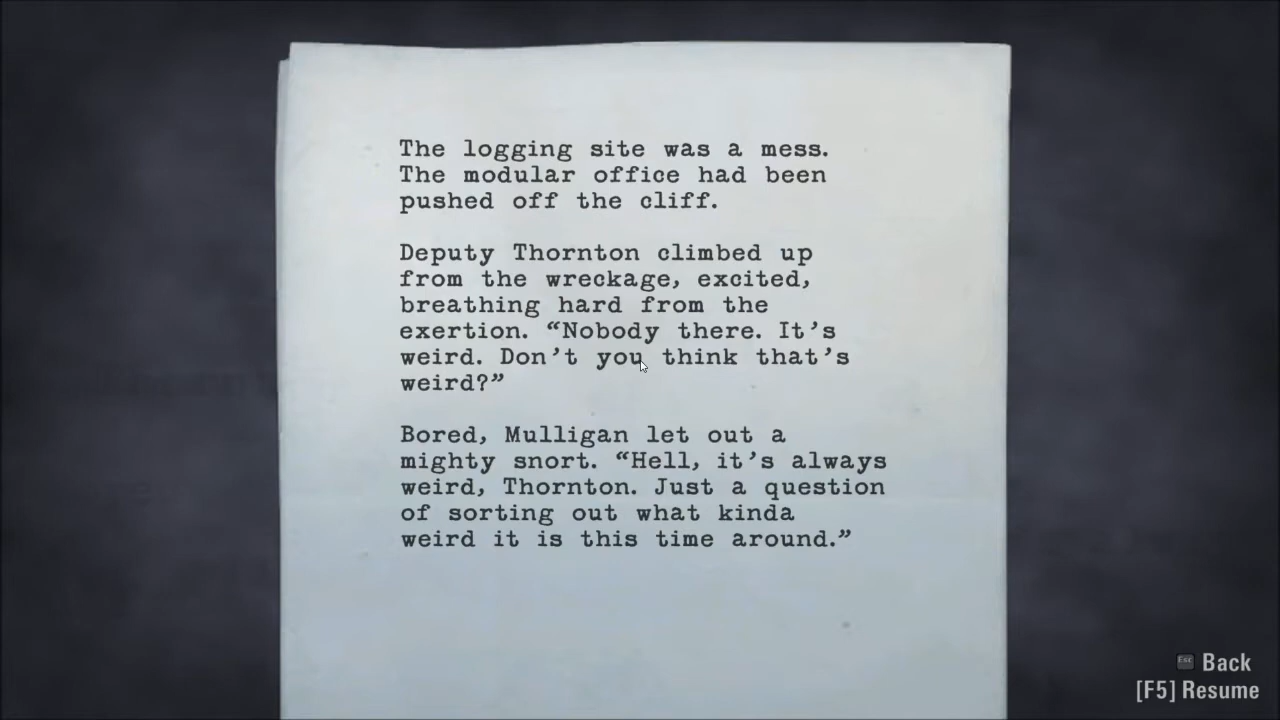 The logging site was a mess.
The modular office had been
pushed off the cliff.
Deputy Thornton climbed up
from the wreckage, excited,
breathing hard from the
exertion. “Nobody there. It’s
weird. Don’t you think that’s
weird?”
Bored, Mulligan let out a
mighty snort. “Hell, it’s always
weird, Thornton. Just a question
of sorting out what kinda
weird it is this time around.”
Esc Back
[F5] Resume